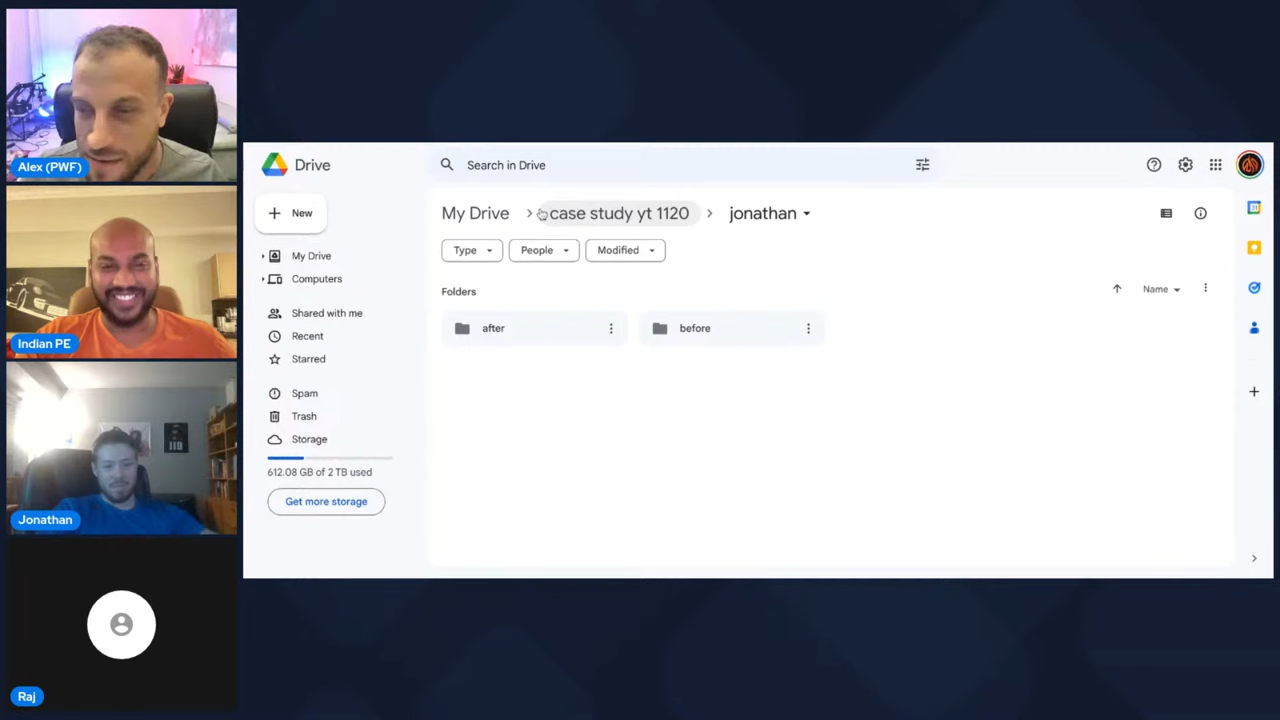 Alex (PWF)
Indian PE
Jonathan
JID
Raj
Drive
Search in Drive
New
My Drive
Computers
Shared with me
Recent
Starred
Spam
Trash
Storage
612.08 GB of 2 TB used
Get more storage
My Drive > case study yt 1120 > jonathan
Type
People
Modified
Folders
Name
after
before